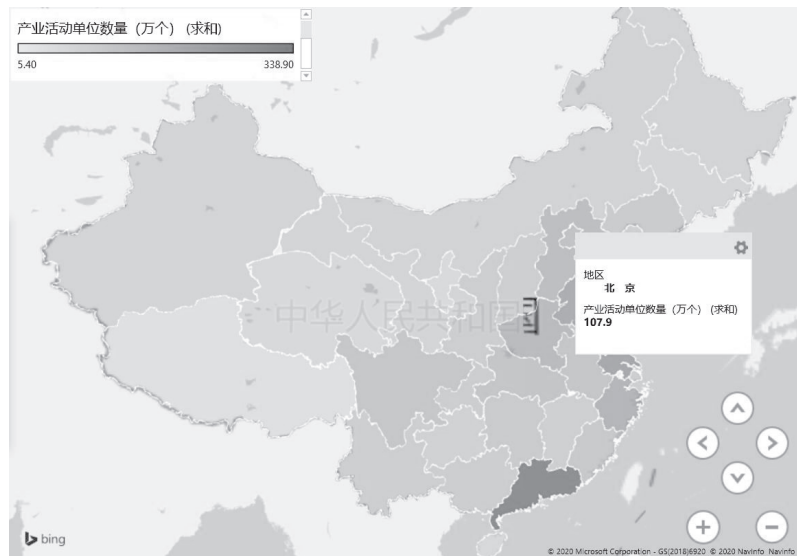 产业活动单位数量（万个）(求和)
5.40 338.90
地区
北 京
产业活动单位数量（万个）(求和)
107.9
中华人民共和国
bing
© 2020 Microsoft Corporation - GS(2018)6920 © 2020 NavInfo NavInfo